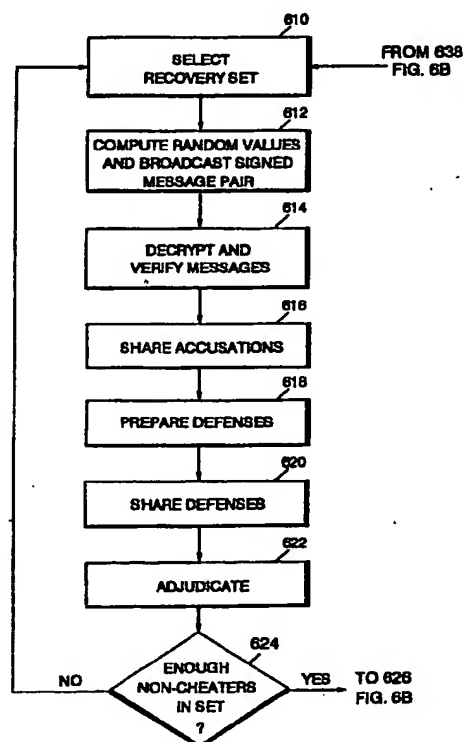 610
SELECT
RECOVERY SET
FROM 638
FIG. 6B
612
COMPUTE RANDOM VALUES
AND BROADCAST SIGNED
MESSAGE PAIR
614
DECRYPT AND
VERIFY MESSAGES
616
SHARE ACCUSATIONS
618
PREPARE DEFENSES
620
SHARE DEFENSES
622
ADJUDICATE
624
ENOUGH
NON-CHEATERS
IN SET
?
NO
YES
TO 626
FIG. 6B